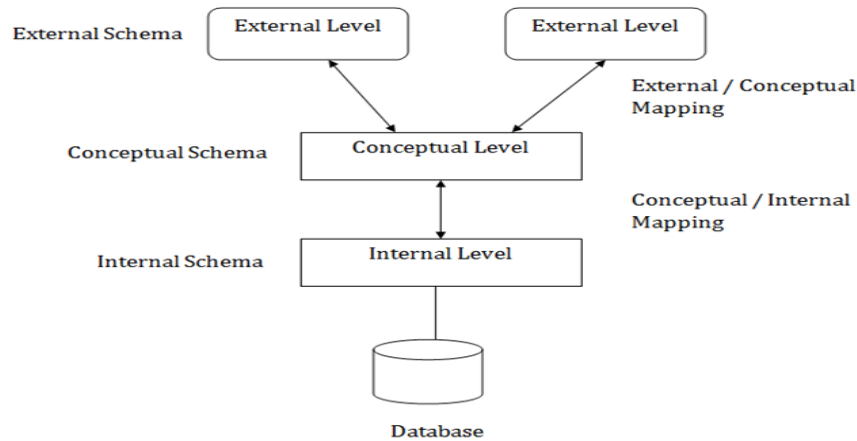 External Schema
External Level
External Level
External / Conceptual
Mapping
Conceptual Schema
Conceptual Level
Conceptual / Internal
Mapping
Internal Schema
Internal Level
Database